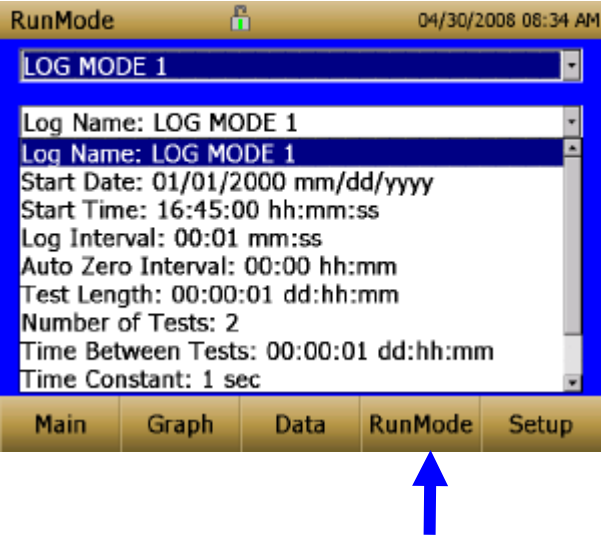 RunMode 04/30/2008 08:34 AM
LOG MODE 1
Log Name: LOG MODE 1
Log Name: LOG MODE 1
Start Date: 01/01/2000 mm/dd/yyyy
Start Time: 16:45:00 hh:mm:ss
Log Interval: 00:01 mm:ss
Auto Zero Interval: 00:00 hh:mm
Test Length: 00:00:01 dd:hh:mm
Number of Tests: 2
Time Between Tests: 00:00:01 dd:hh:mm
Time Constant: 1 sec
Main Graph Data RunMode Setup